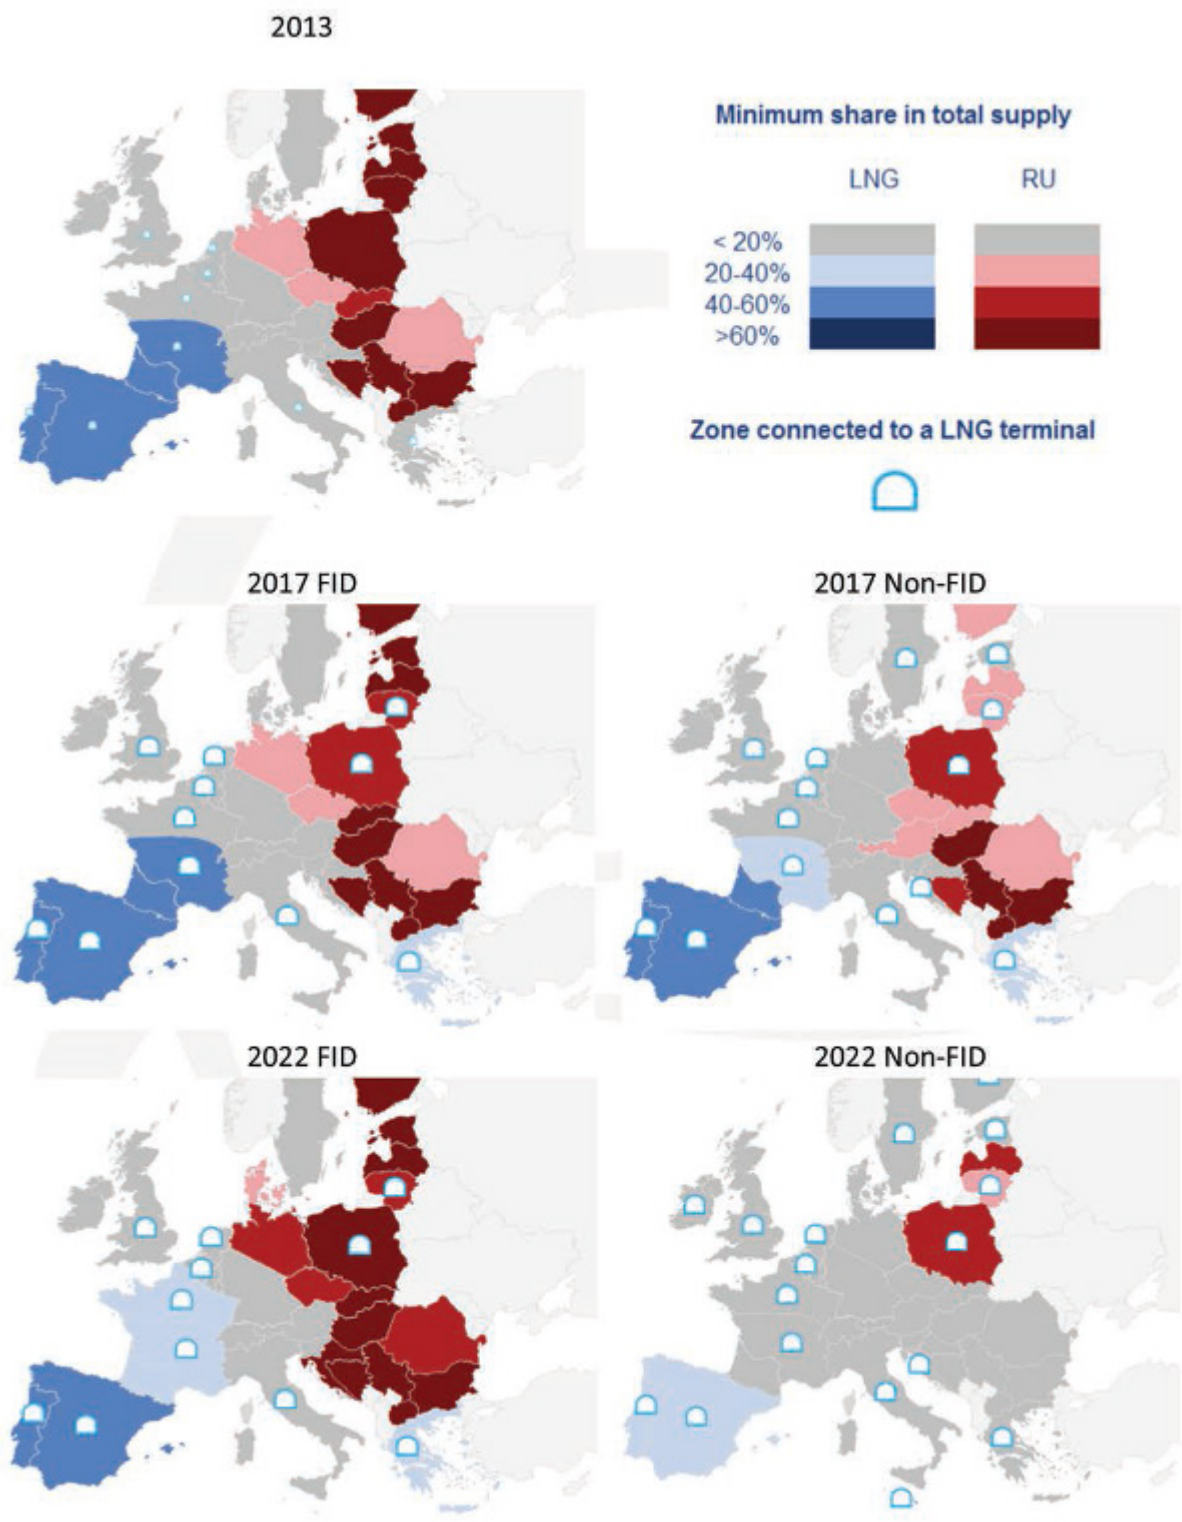 2013
Minimum share in total supply
LNG RU
< 20%
20-40%
40-60%
>60%
Zone connected to a LNG terminal
2017 FID
2017 Non-FID
2022 FID
2022 Non-FID